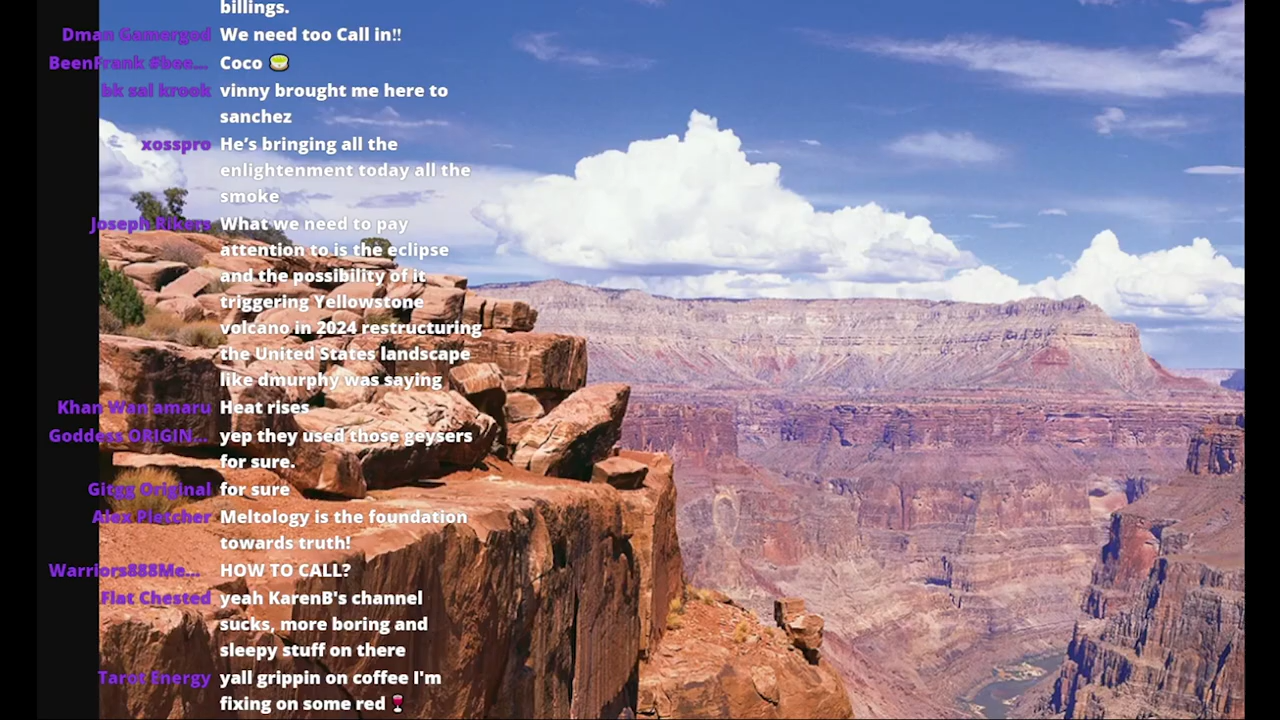 billings.
Dman Gamergod We need too Call in!!
BeenFrank #bee... Coco 🍵
bk sal krook vinny brought me here to
sanchez
xosspro He’s bringing all the
enlightenment today all the
smoke
Joseph Rikers What we need to pay
attention to is the eclipse
and the possibility of it
triggering Yellowstone
volcano in 2024 restructuring
the United States landscape
like dmurphy was saying
Khan Wan amaru Heat rises
Goddess ORIGIN... yep they used those geysers
for sure.
Gitgg Original for sure
Alex Pletcher Meltology is the foundation
towards truth!
Warriors888Me... HOW TO CALL?
Flat Chested yeah KarenB's channel
sucks, more boring and
sleepy stuff on there
Tarot Energy yall grippin on coffee I'm
fixing on some red 🍷